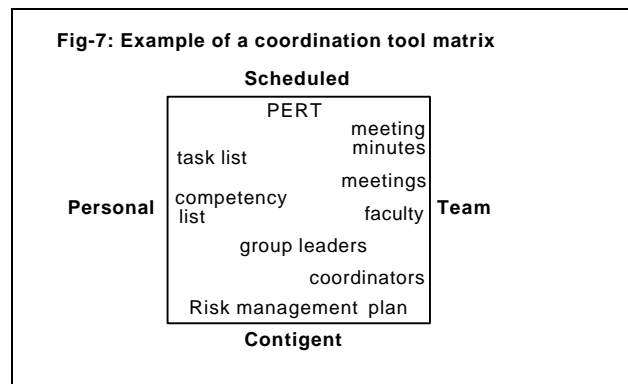 Fig-7: Example of a coordination tool matrix
Scheduled
PERT
meeting
minutes
task list
meetings
competency
list
Personal
faculty
Team
group leaders
coordinators
Risk management plan
Contigent